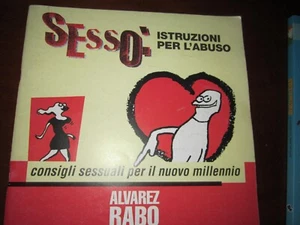 SESSO:
ISTRUZIONI
PER L'ABUSO
consigli sessuali per il nuovo millennio
ALVAREZ
RABO